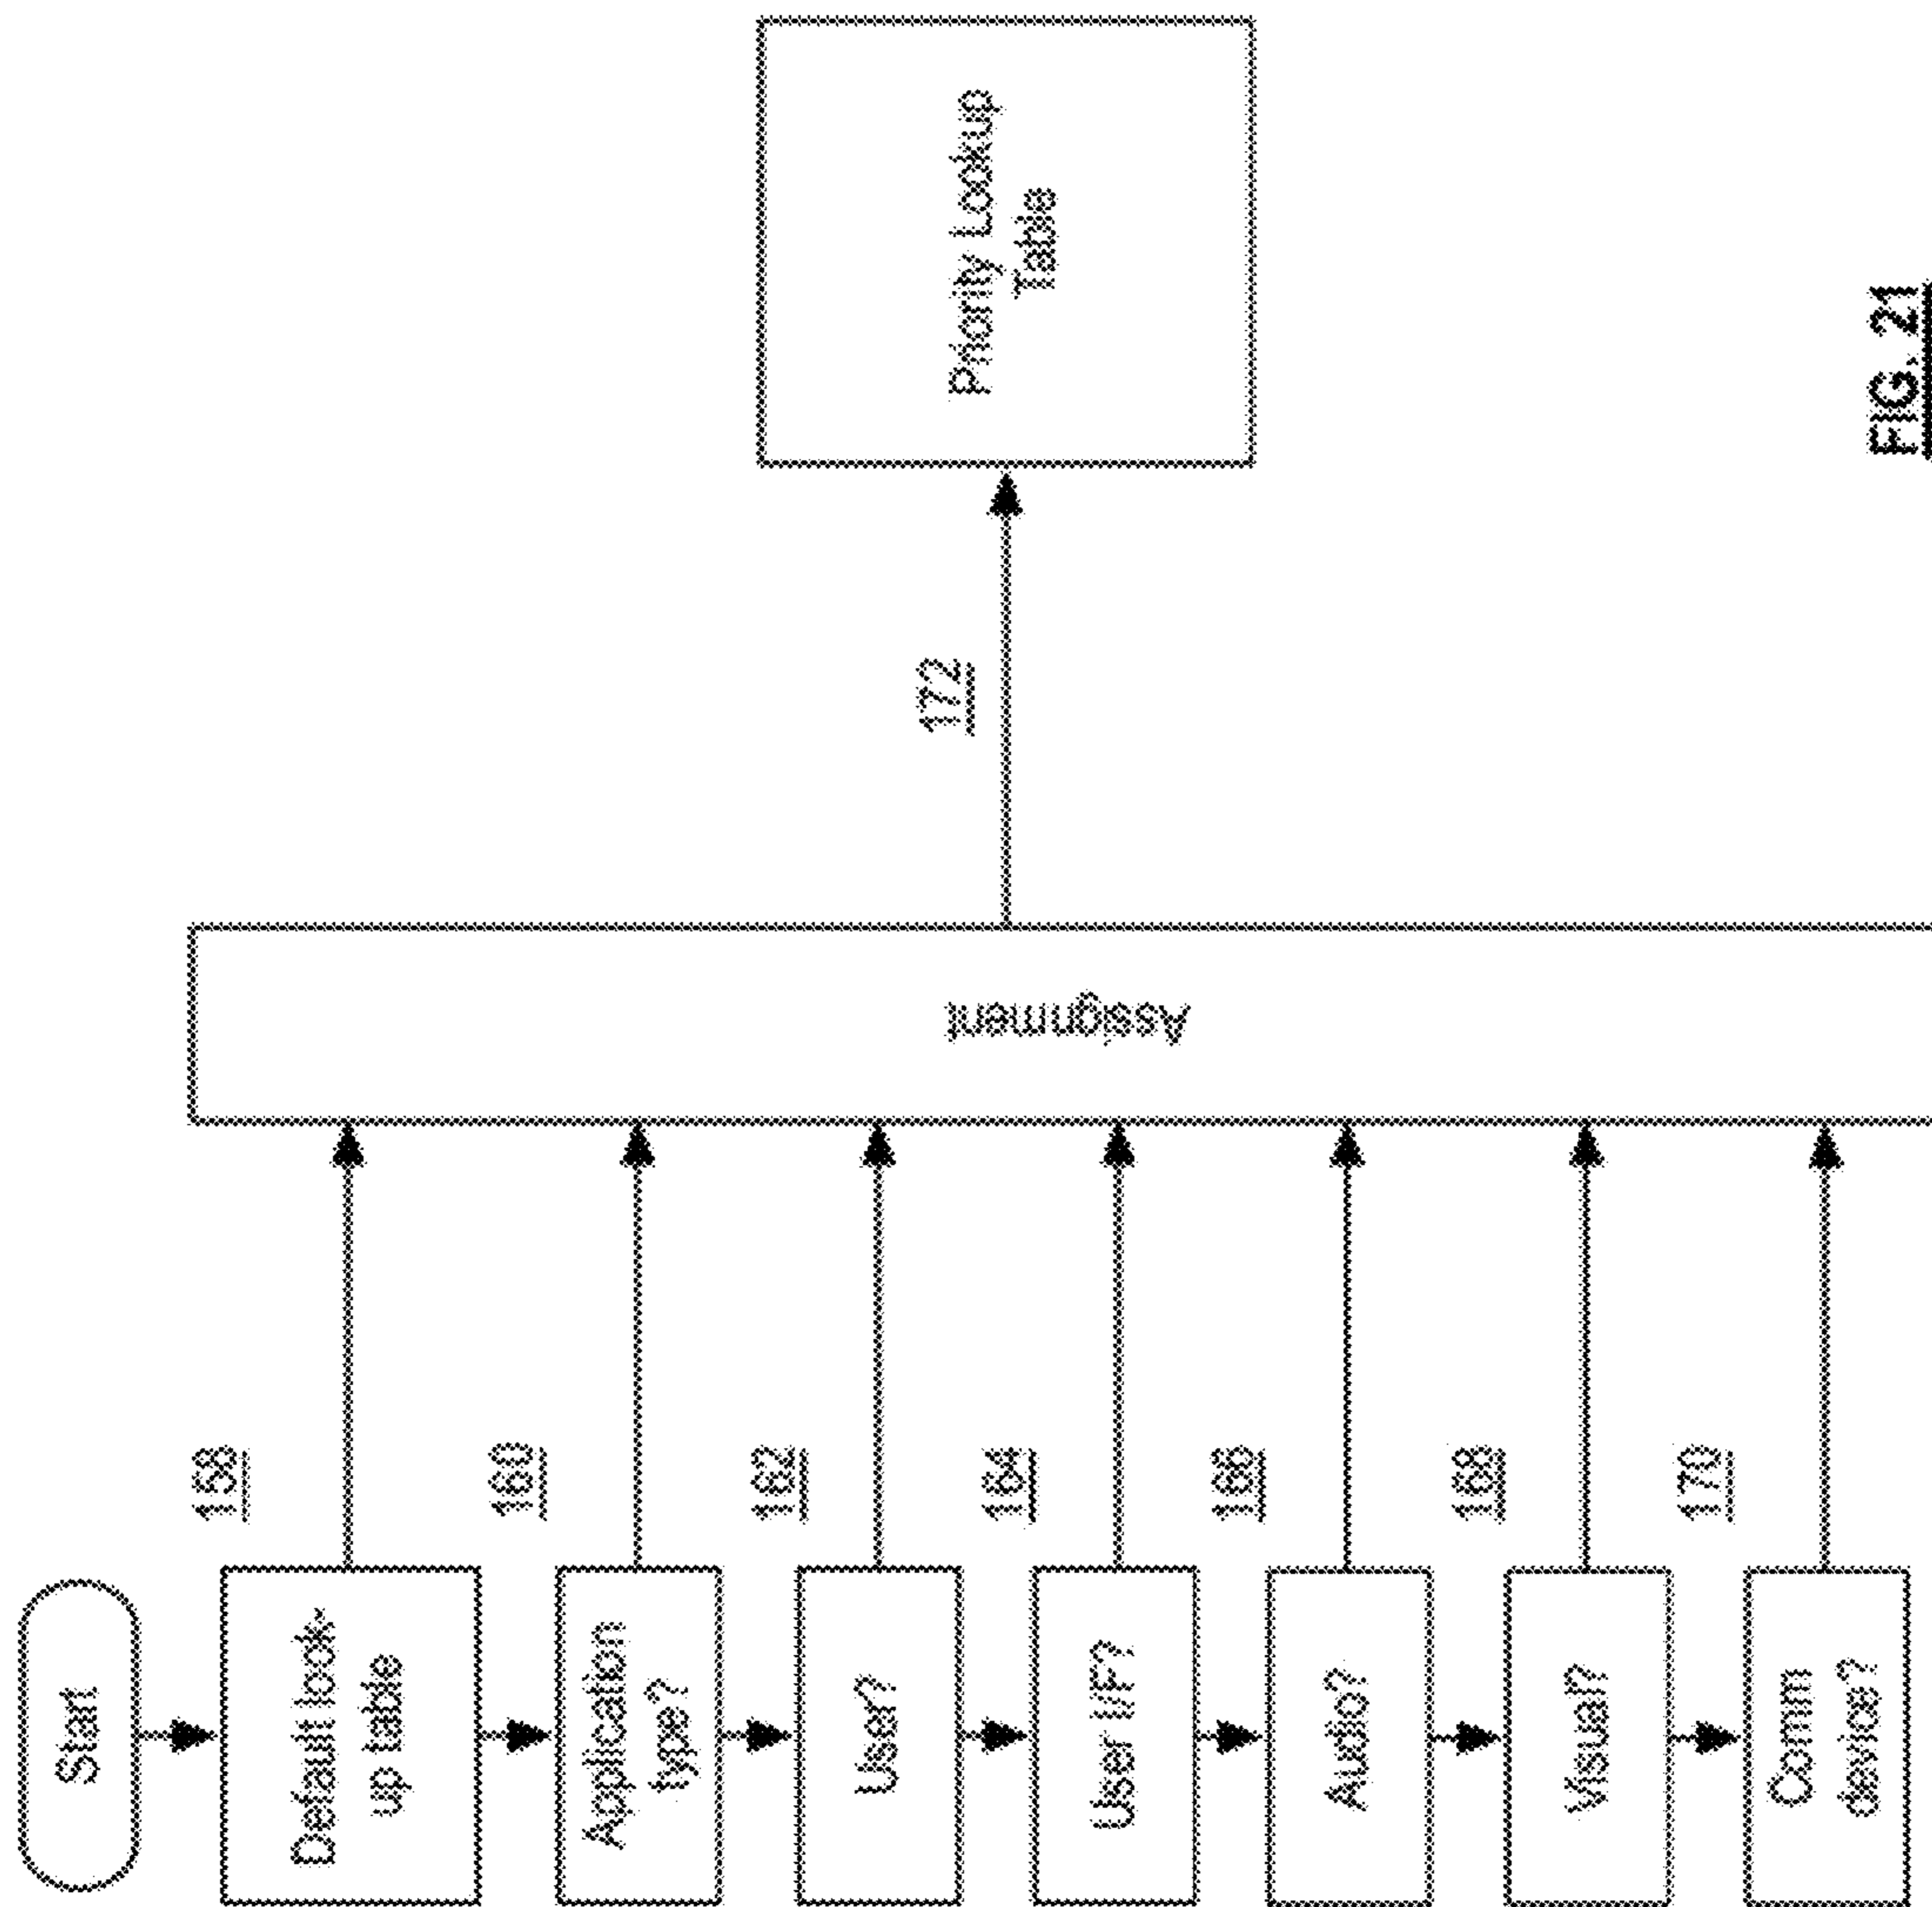 Start
Default look-
up table
158
Application
type?
160
User?
162
User I/F?
164
Audio?
166
Visual?
168
Comm
device?
170
Assignment
172
Priority Lookup
Table
FIG. 21